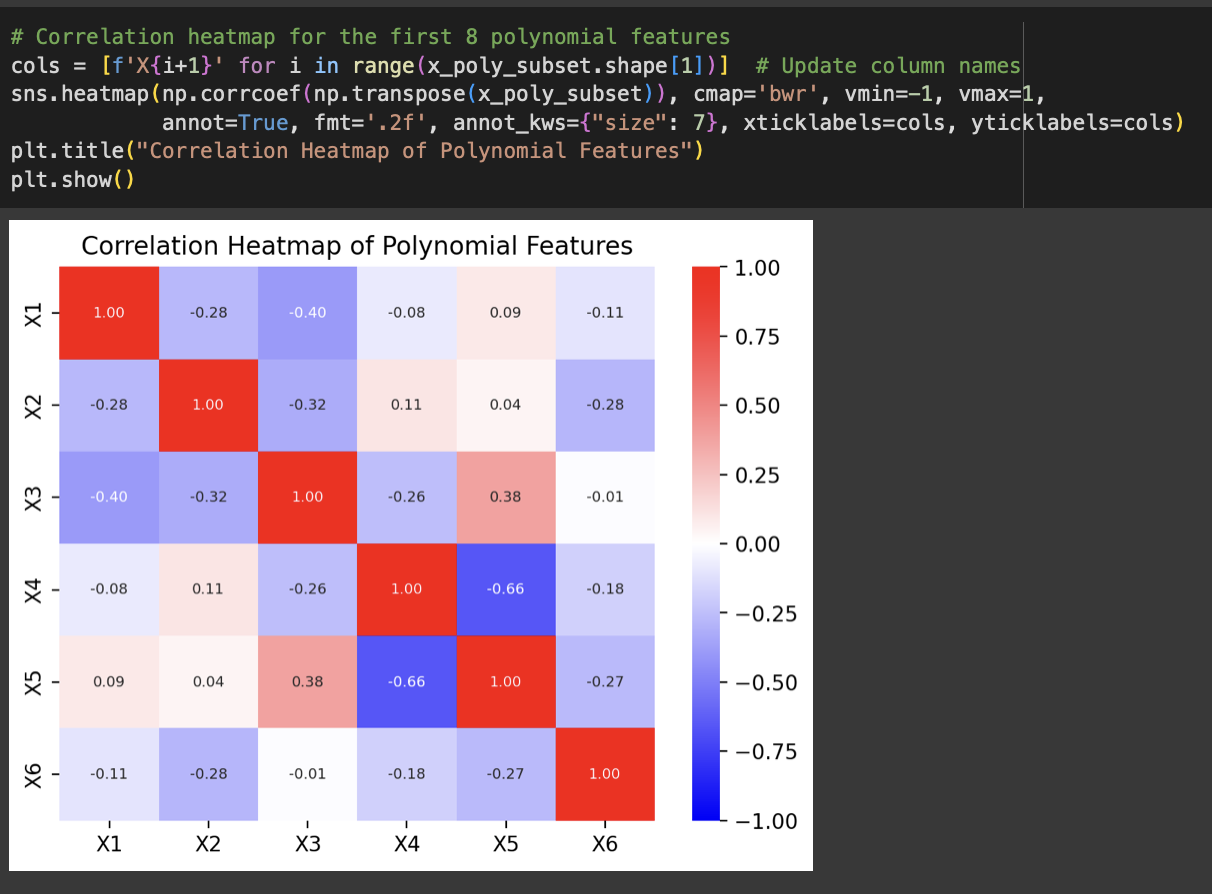 # Correlation heatmap for the first 8 polynomial features
cols = [f'X{i+1}' for i in range(x_poly_subset.shape[1])]  # Update column names
sns.heatmap(np.corrcoef(np.transpose(x_poly_subset)), cmap='bwr', vmin=-1, vmax=1,
            annot=True, fmt='.2f', annot_kws={"size": 7}, xticklabels=cols, yticklabels=cols)
plt.title("Correlation Heatmap of Polynomial Features")
plt.show()
Correlation Heatmap of Polynomial Features
X1 1.00 -0.28 -0.40 -0.08 0.09 -0.11
X2 -0.28 1.00 -0.32 0.11 0.04 -0.28
X3 -0.40 -0.32 1.00 -0.26 0.38 -0.01
X4 -0.08 0.11 -0.26 1.00 -0.66 -0.18
X5 0.09 0.04 0.38 -0.66 1.00 -0.27
X6 -0.11 -0.28 -0.01 -0.18 -0.27 1.00
X1 X2 X3 X4 X5 X6
1.00
0.75
0.50
0.25
0.00
−0.25
−0.50
−0.75
−1.00